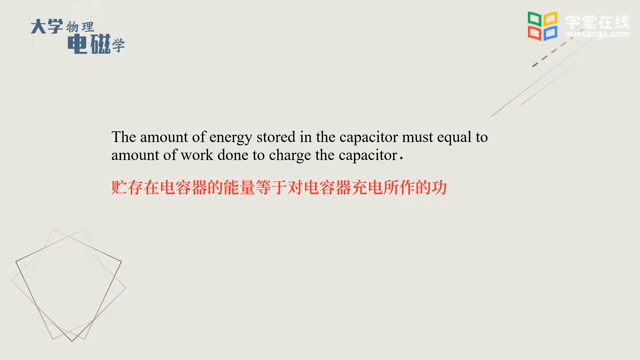 大学物理
电磁学
学堂在线
xuetangx.com
The amount of energy stored in the capacitor must equal to
amount of work done to charge the capacitor.
贮存在电容器的能量等于对电容器充电所作的功